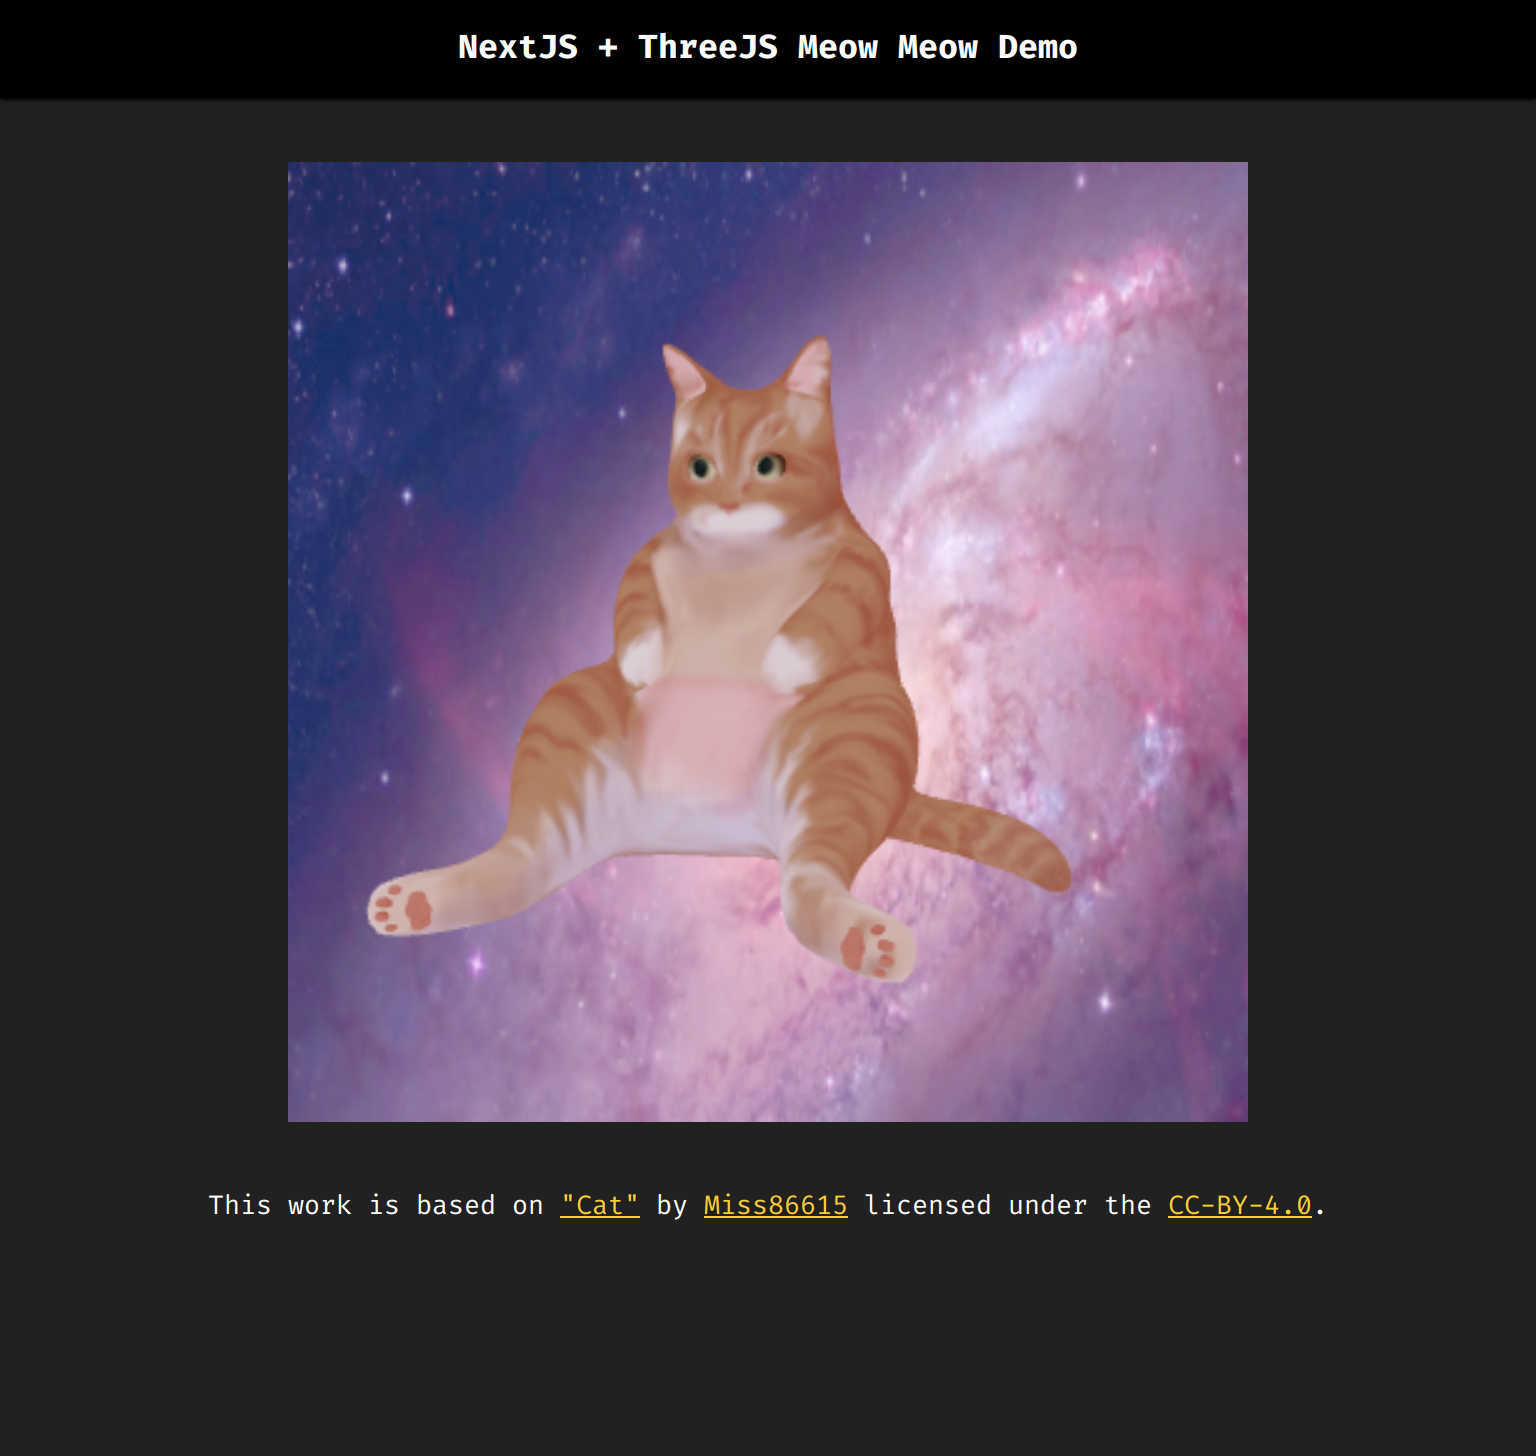 NextJS + ThreeJS Meow Meow Demo
This work is based on "Cat" by Miss86615 licensed under the CC-BY-4.0.